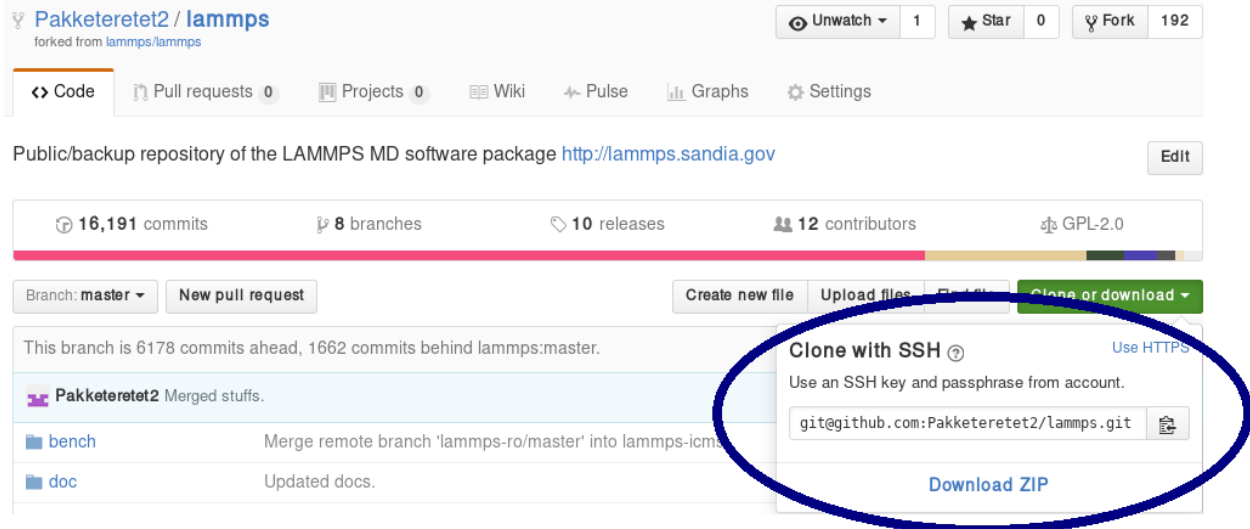 Pakketeretet2 / lammps
Unwatch 1 Star 0 Fork 192
forked from lammps/lammps
Code Pull requests 0 Projects 0 Wiki Pulse Graphs Settings
Public/backup repository of the LAMMPS MD software package http://lammps.sandia.gov Edit
16,191 commits 8 branches 10 releases 12 contributors GPL-2.0
Branch: master New pull request Create new file Upload files Find file Clone or download
This branch is 6178 commits ahead, 1662 commits behind lammps:master.
Clone with SSH ? Use HTTPS
Use an SSH key and passphrase from account.
Pakketeretet2 Merged stuffs.
git@github.com:Pakketeretet2/lammps.git
bench Merge remote branch 'lammps-ro/master' into lammps-icms
doc Updated docs.
Download ZIP